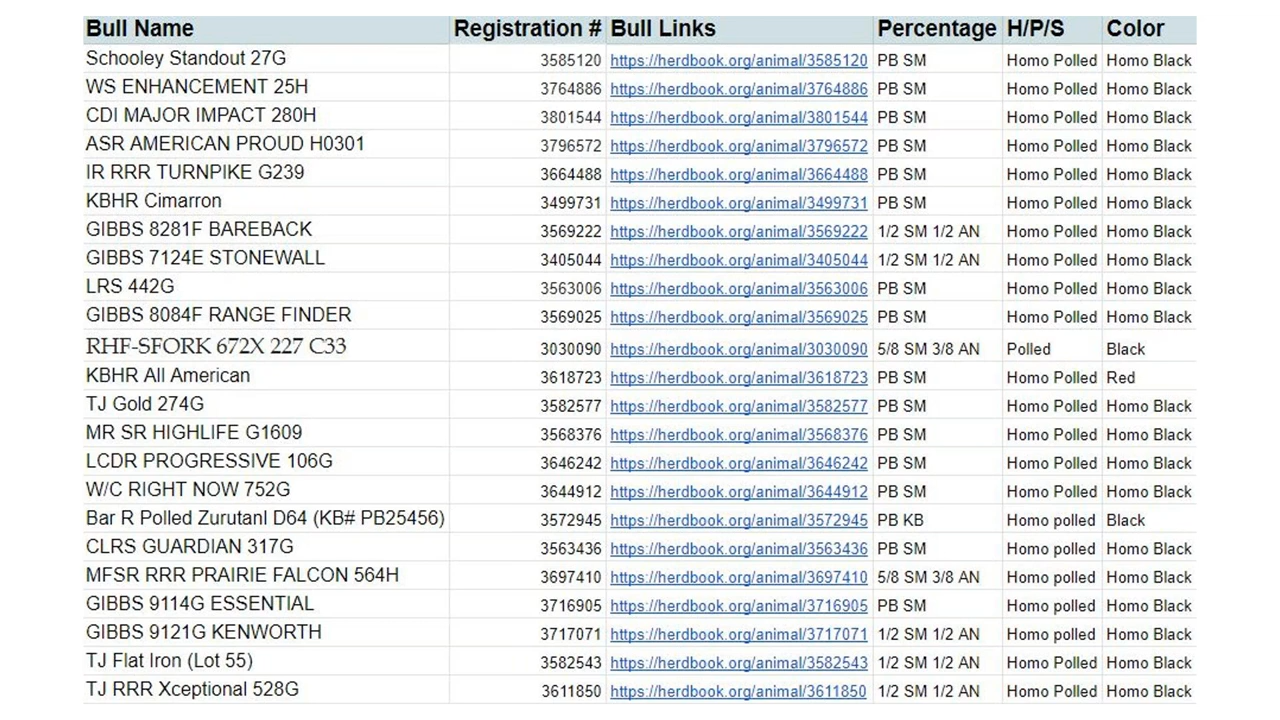 Bull Name Registration # Bull Links Percentage H/P/S Color
Schooley Standout 27G 3585120 https://herdbook.org/animal/3585120 PB SM Homo Polled Homo Black
WS ENHANCEMENT 25H 3764886 https://herdbook.org/animal/3764886 PB SM Homo Polled Homo Black
CDI MAJOR IMPACT 280H 3801544 https://herdbook.org/animal/3801544 PB SM Homo Polled Homo Black
ASR AMERICAN PROUD H0301 3796572 https://herdbook.org/animal/3796572 PB SM Homo Polled Homo Black
IR RRR TURNPIKE G239 3664488 https://herdbook.org/animal/3664488 PB SM Homo Polled Homo Black
KBHR Cimarron 3499731 https://herdbook.org/animal/3499731 PB SM Homo Polled Homo Black
GIBBS 8281F BAREBACK 3569222 https://herdbook.org/animal/3569222 1/2 SM 1/2 AN Homo Polled Homo Black
GIBBS 7124E STONEWALL 3405044 https://herdbook.org/animal/3405044 1/2 SM 1/2 AN Homo Polled Homo Black
LRS 442G 3563006 https://herdbook.org/animal/3563006 PB SM Homo Polled Homo Black
GIBBS 8084F RANGE FINDER 3569025 https://herdbook.org/animal/3569025 PB SM Homo Polled Homo Black
RHF-SFORK 672X 227 C33 3030090 https://herdbook.org/animal/3030090 5/8 SM 3/8 AN Polled Black
KBHR All American 3618723 https://herdbook.org/animal/3618723 PB SM Homo Polled Red
TJ Gold 274G 3582577 https://herdbook.org/animal/3582577 PB SM Homo Polled Homo Black
MR SR HIGHLIFE G1609 3568376 https://herdbook.org/animal/3568376 PB SM Homo Polled Homo Black
LCDR PROGRESSIVE 106G 3646242 https://herdbook.org/animal/3646242 PB SM Homo Polled Homo Black
W/C RIGHT NOW 752G 3644912 https://herdbook.org/animal/3644912 PB SM Homo Polled Homo Black
Bar R Polled Zurutanl D64 (KB# PB25456) 3572945 https://herdbook.org/animal/3572945 PB KB Homo polled Black
CLRS GUARDIAN 317G 3563436 https://herdbook.org/animal/3563436 PB SM Homo polled Homo Black
MFSR RRR PRAIRIE FALCON 564H 3697410 https://herdbook.org/animal/3697410 5/8 SM 3/8 AN Homo polled Homo Black
GIBBS 9114G ESSENTIAL 3716905 https://herdbook.org/animal/3716905 PB SM Homo polled Homo Black
GIBBS 9121G KENWORTH 3717071 https://herdbook.org/animal/3717071 1/2 SM 1/2 AN Homo polled Homo Black
TJ Flat Iron (Lot 55) 3582543 https://herdbook.org/animal/3582543 1/2 SM 1/2 AN Homo Polled Homo Black
TJ RRR Xceptional 528G 3611850 https://herdbook.org/animal/3611850 1/2 SM 1/2 AN Homo Polled Homo Black